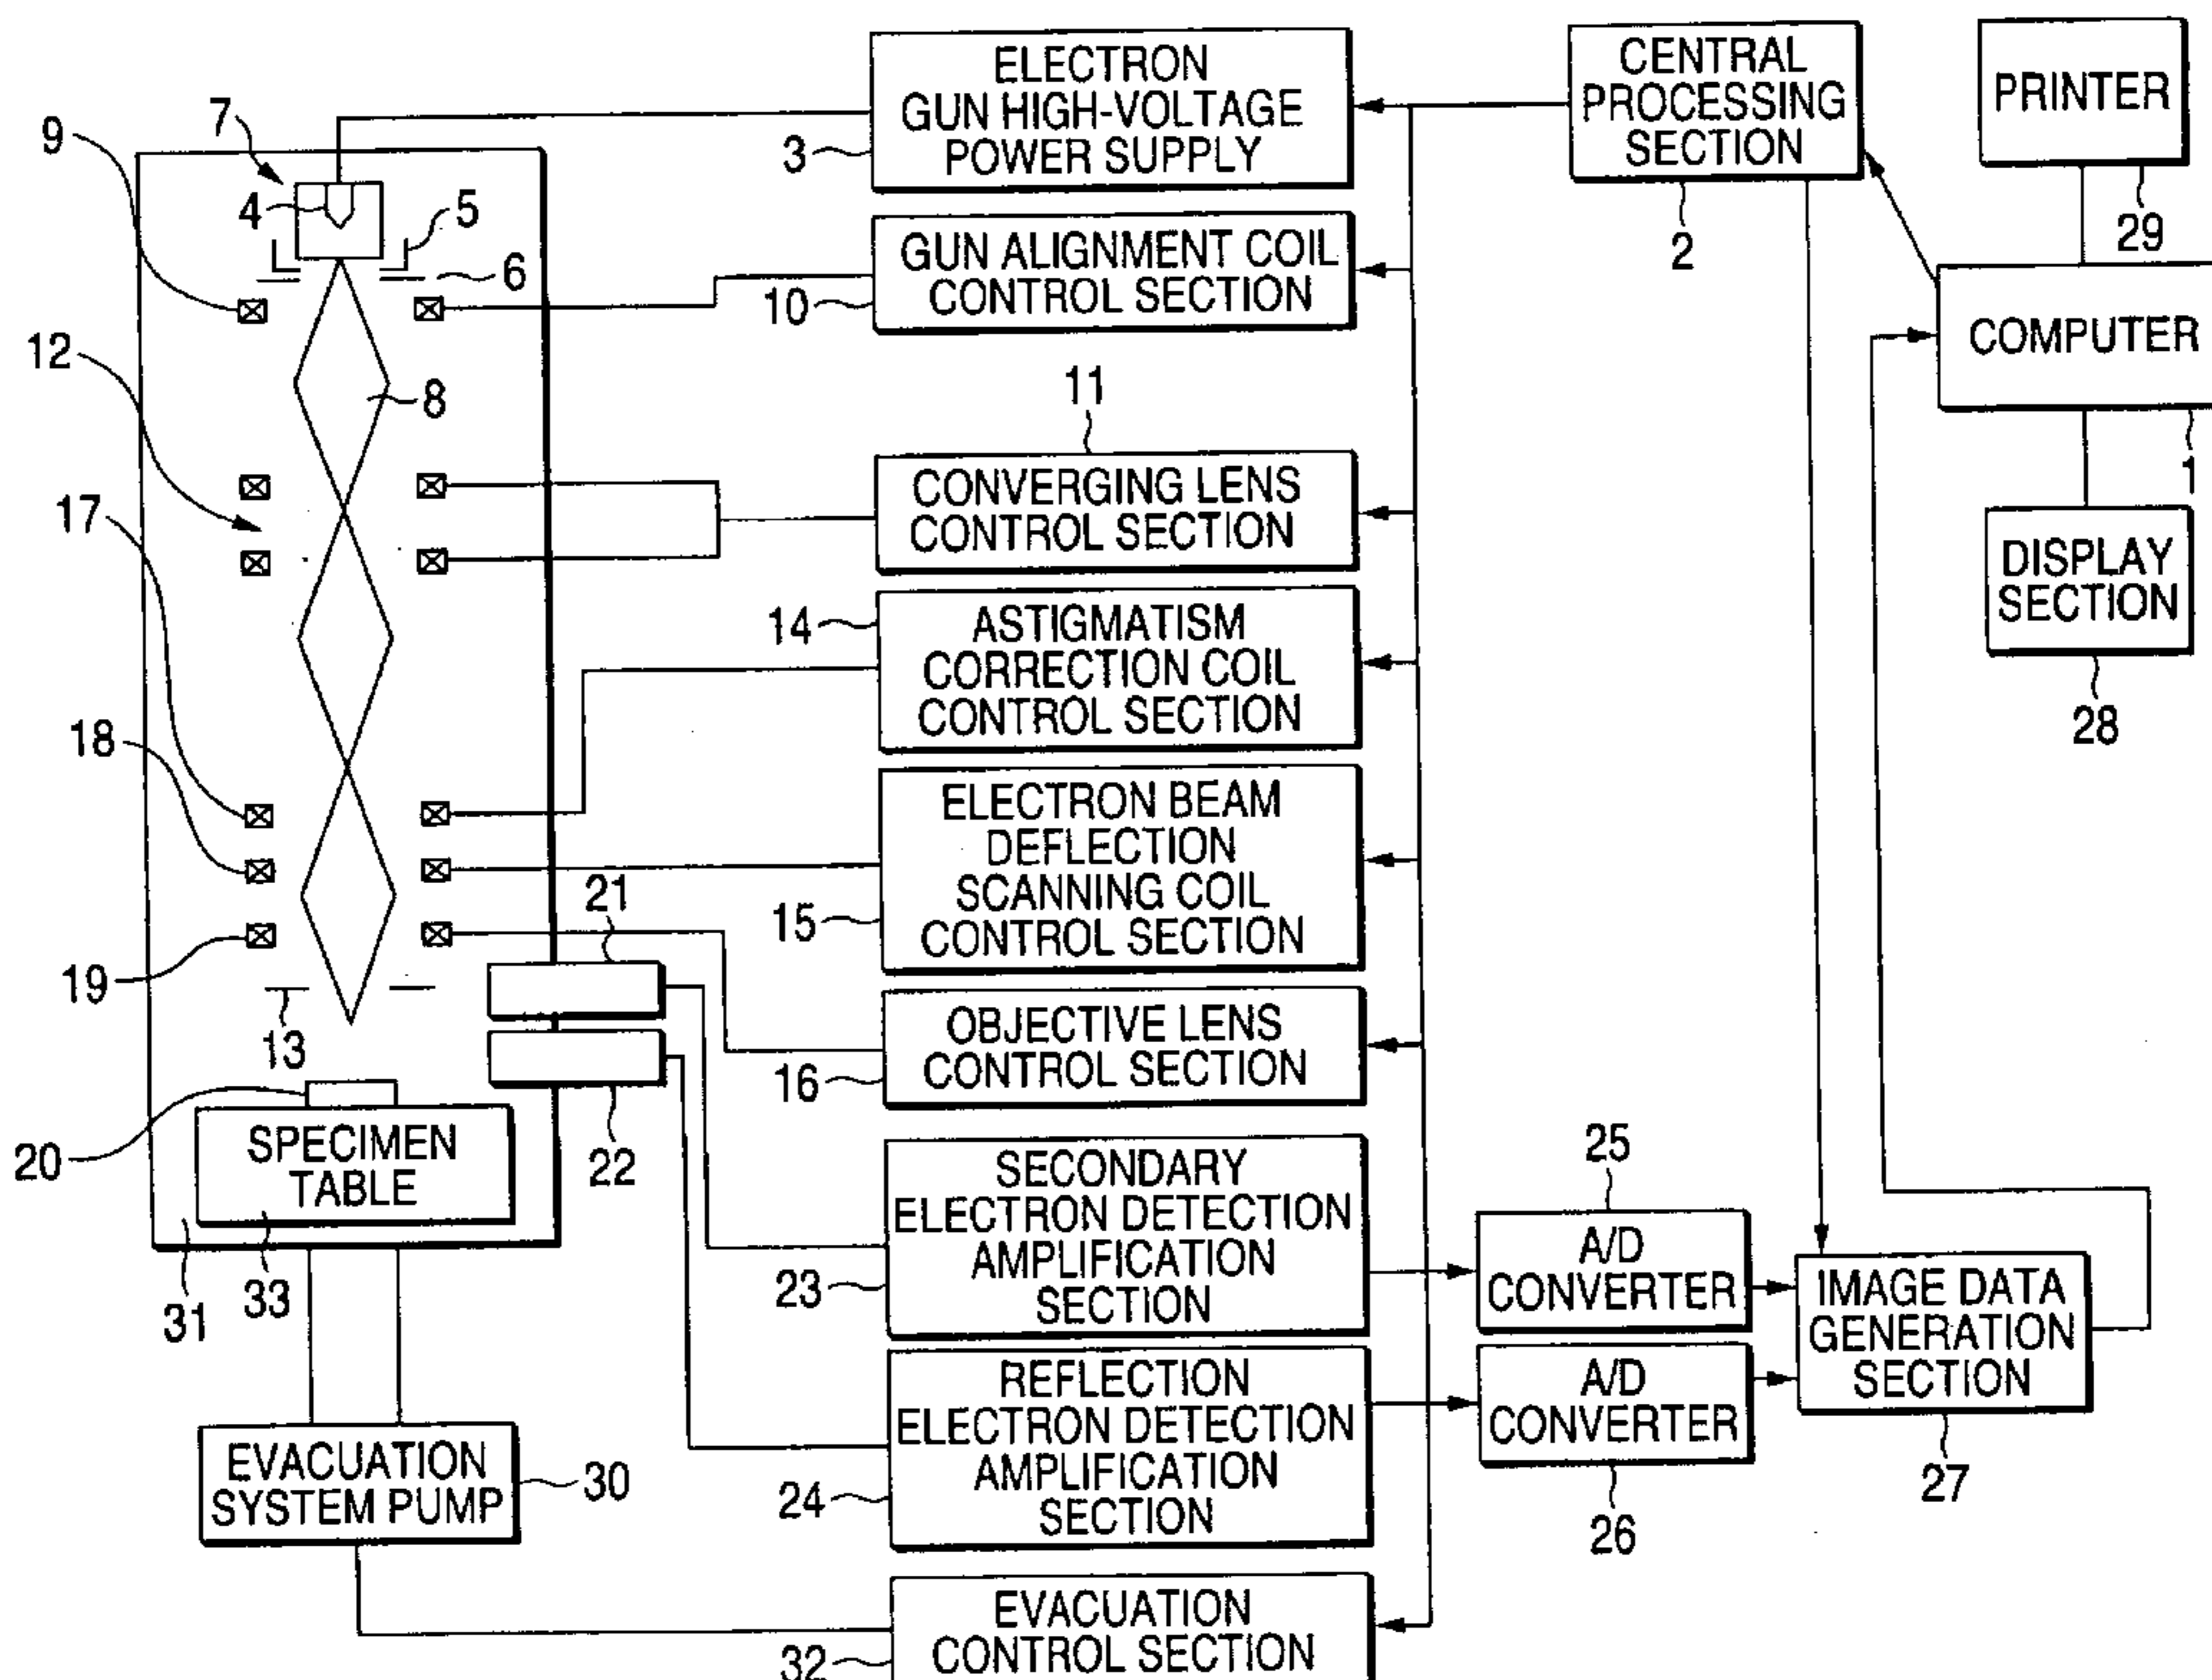 ELECTRON
GUN HIGH-VOLTAGE
POWER SUPPLY
3
CENTRAL
PROCESSING
SECTION
2
PRINTER
29
7
9
4
5
6
GUN ALIGNMENT COIL
CONTROL SECTION
10
COMPUTER
1
12
8
11
CONVERGING LENS
CONTROL SECTION
DISPLAY
SECTION
28
17
14
ASTIGMATISM
CORRECTION COIL
CONTROL SECTION
18
ELECTRON BEAM
DEFLECTION
SCANNING COIL
CONTROL SECTION
15
21
19
13
OBJECTIVE LENS
CONTROL SECTION
16
20
SPECIMEN
TABLE
22
31
33
SECONDARY
ELECTRON DETECTION
AMPLIFICATION
SECTION
23
25
A/D
CONVERTER
IMAGE DATA
GENERATION
SECTION
27
REFLECTION
ELECTRON DETECTION
AMPLIFICATION
SECTION
24
A/D
CONVERTER
26
EVACUATION
SYSTEM PUMP
30
EVACUATION
CONTROL SECTION
32